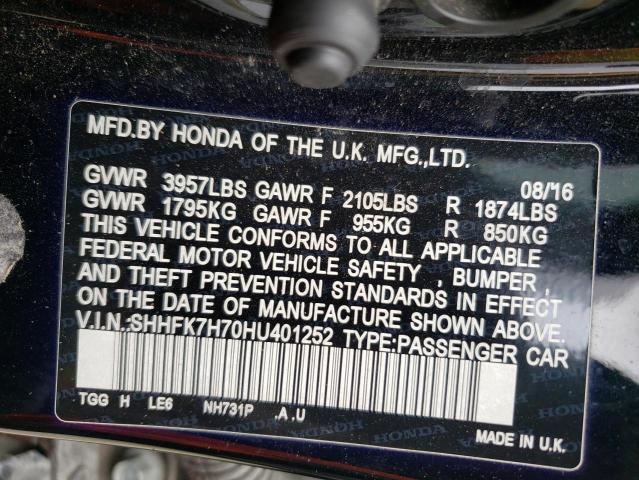 MFD.BY HONDA OF THE U.K. MFG.,LTD.
08/'16
GVWR 3957LBS GAWR F 2105LBS R 1874LBS
GVWR 1795KG GAWR F 955KG R 850KG
THIS VEHICLE CONFORMS TO ALL APPLICABLE
FEDERAL MOTOR VEHICLE SAFETY , BUMPER ,
AND THEFT PREVENTION STANDARDS IN EFFECT
ON THE DATE OF MANUFACTURE SHOWN ABOVE.
V.I.N.:SHHFK7H70HU401252 TYPE:PASSENGER CAR
TGG H LE6 NH731P .A .U
MADE IN U.K.